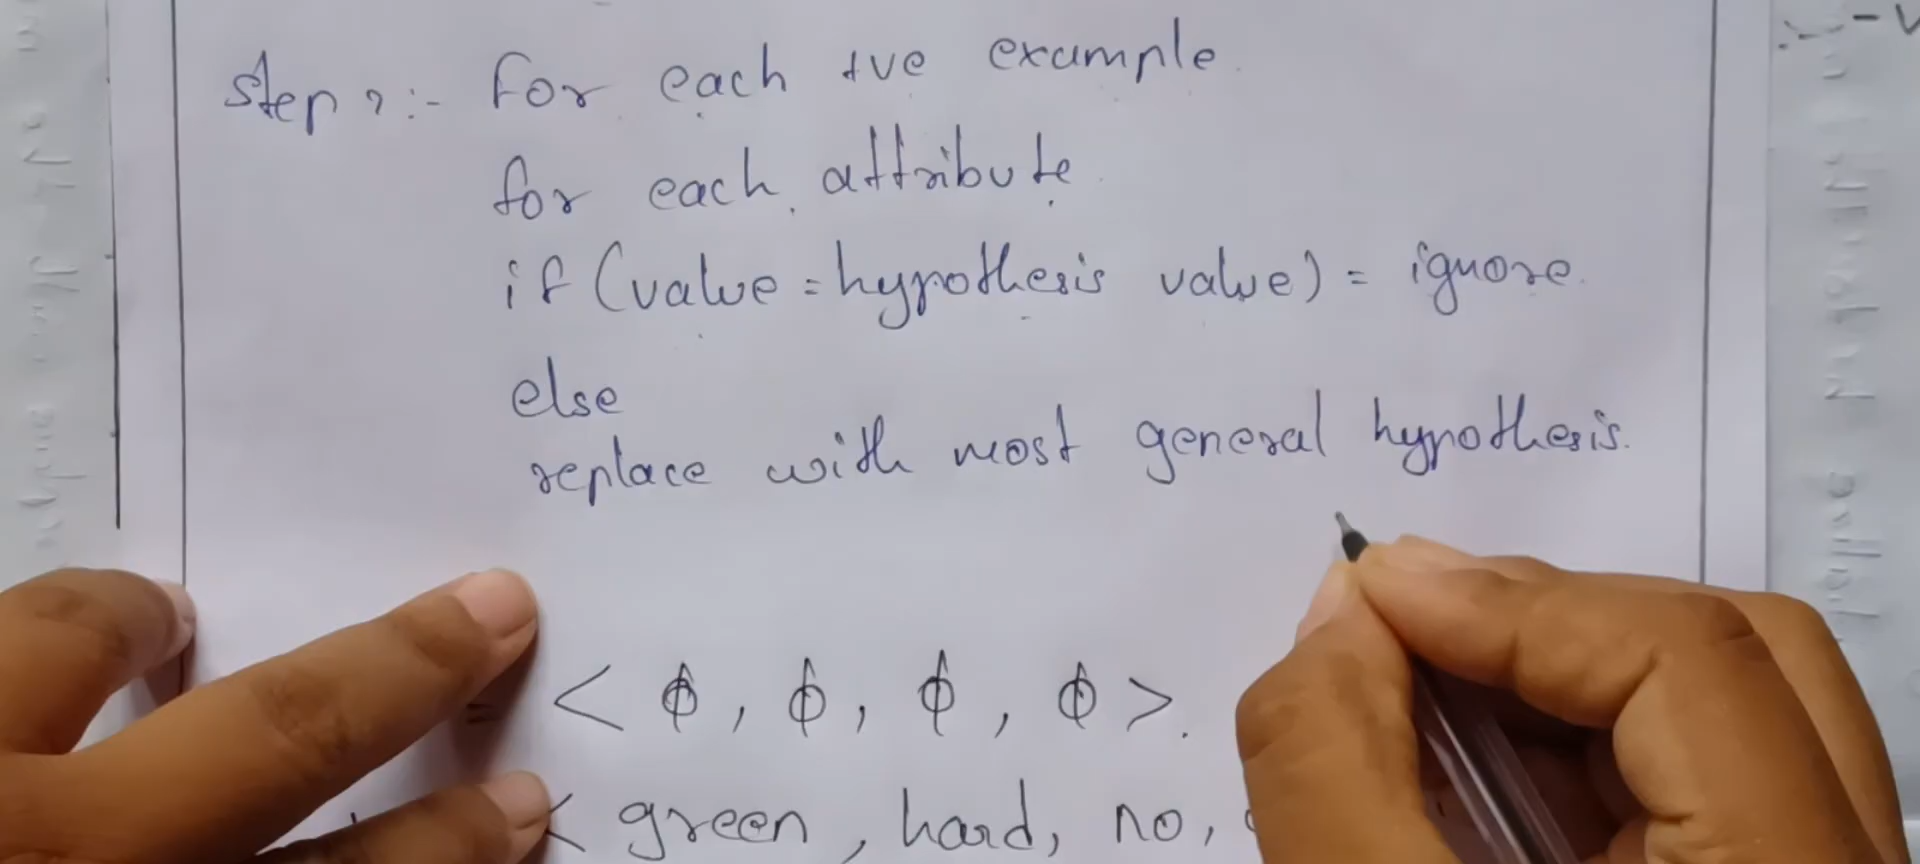 Step 2:- For each +ve example.
for each attribute.
if (value = hypothesis value) = ignore.
else
replace with most general hypothesis.
= < ϕ, ϕ, ϕ, ϕ >.
< green, hard, no,